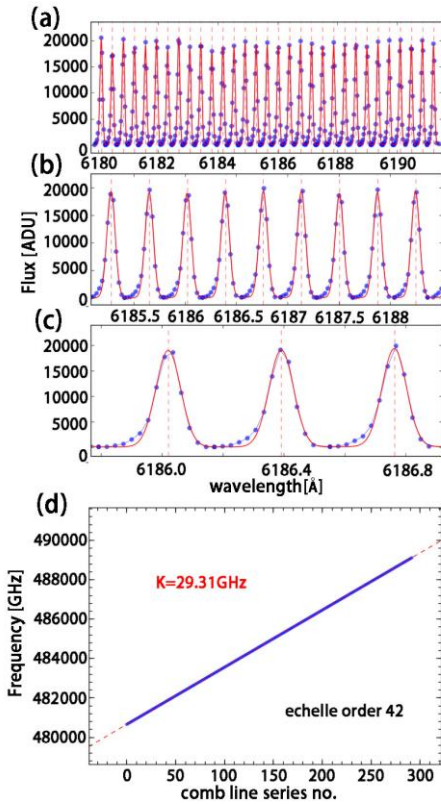 (a)
20000
15000
10000
5000
0
6180 6182 6184 6186 6188 6190
(b)
20000
15000
10000
5000
0
6185.5 6186 6186.5 6187 6187.5 6188
Flux [ADU]
(c)
20000
15000
10000
5000
0
6186.0 6186.4 6186.8
wavelength[Å]
(d)
490000
488000
486000
484000
482000
480000
Frequency [GHz]
K=29.31GHz
echelle order 42
0 50 100 150 200 250 300
comb line series no.